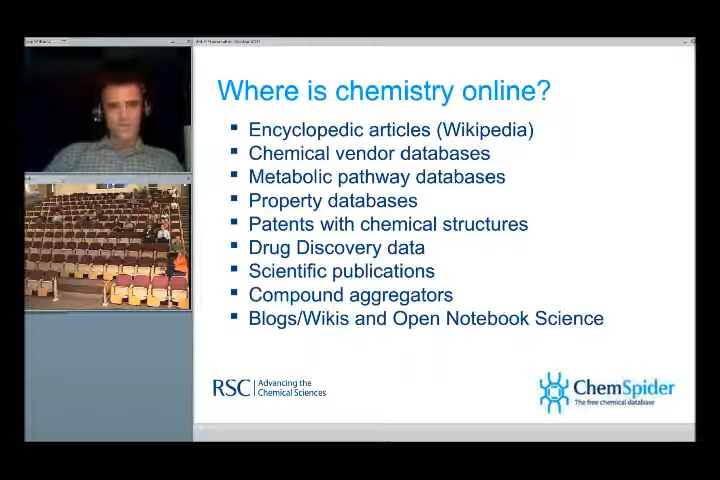 Where is chemistry online?
Encyclopedic articles (Wikipedia)
Chemical vendor databases
Metabolic pathway databases
Property databases
Patents with chemical structures
Drug Discovery data
Scientific publications
Compound aggregators
Blogs/Wikis and Open Notebook Science
RSC
Advancing the
Chemical Sciences
ChemSpider
The free chemical database